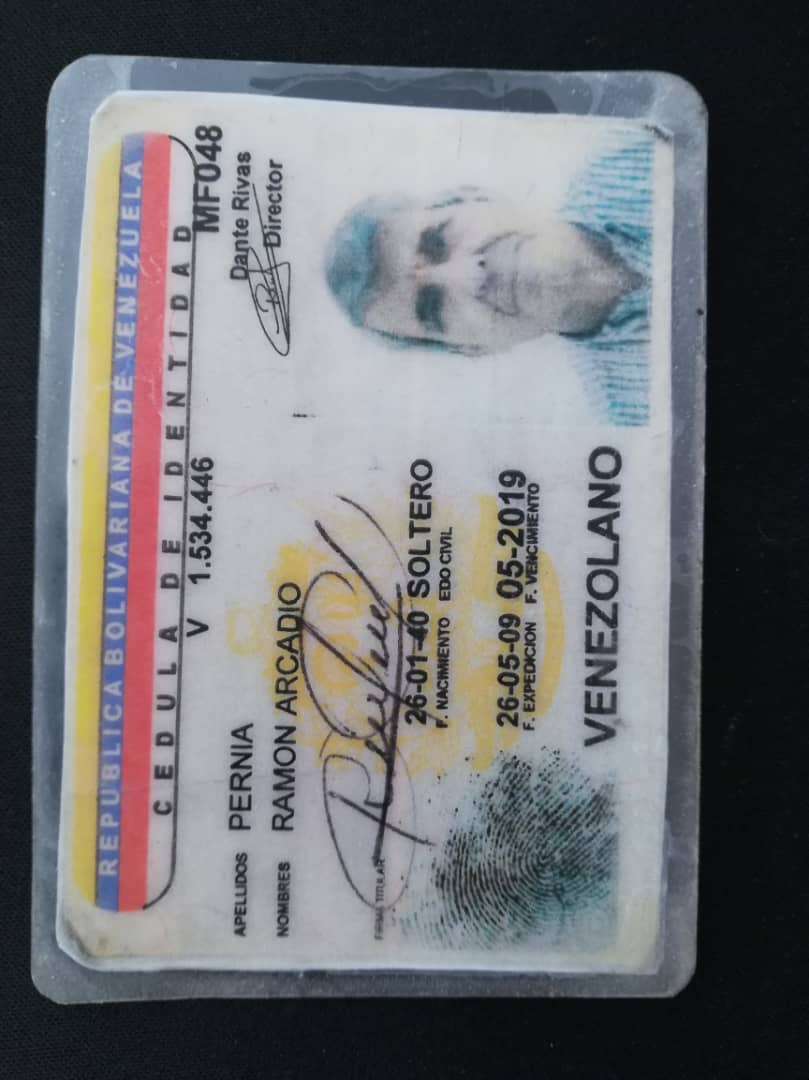 REPUBLICA BOLIVARIANA DE VENEZUELA
CEDULA DE IDENTIDAD
V 1.534.446 MF048
Dante Rivas
Director
APELLIDOS PERNIA
NOMBRES RAMON ARCADIO
FIRMA TITULAR
26-01-40 SOLTERO
F. NACIMIENTO EDO CIVIL
26-05-09 05-2019
F. EXPEDICION F. VENCIMIENTO
VENEZOLANO